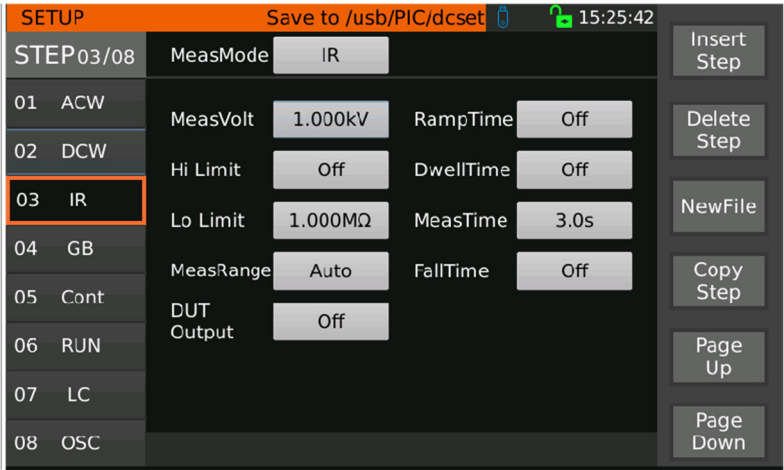 SETUP
Save to /usb/PIC/dcset
15:25:42
STEP03/08
MeasMode
IR
01 ACW
02 DCW
03 IR
04 GB
05 Cont
06 RUN
07 LC
08 OSC
MeasVolt
1.000kV
RampTime
Off
Hi Limit
Off
DwellTime
Off
Lo Limit
1.000MΩ
MeasTime
3.0s
MeasRange
Auto
FallTime
Off
DUT
Output
Off
Insert
Step
Delete
Step
NewFile
Copy
Step
Page
Up
Page
Down